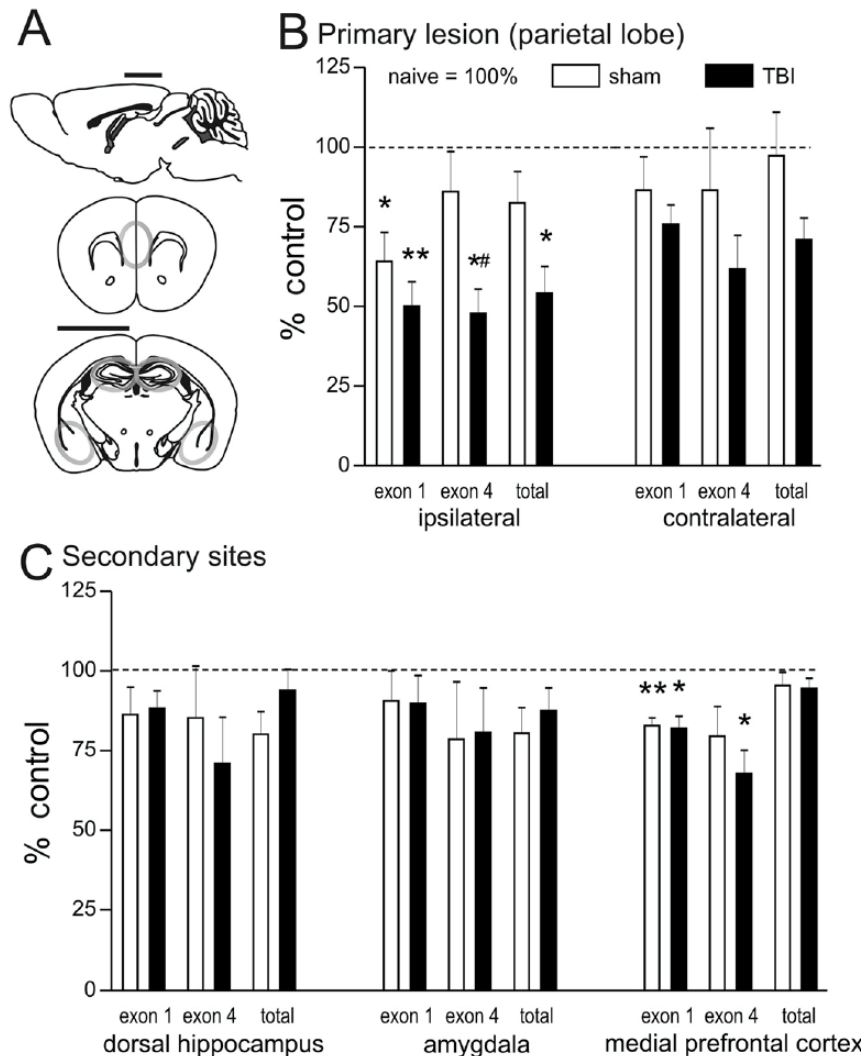 A
B Primary lesion (parietal lobe)
naive = 100% sham TBI
125
100
75
50
25
0
% control
* ** *# *
exon 1 exon 4 total exon 1 exon 4 total
ipsilateral contralateral
C Secondary sites
125
100
75
50
25
0
% control
** * *
exon 1 exon 4 total exon 1 exon 4 total exon 1 exon 4 total
dorsal hippocampus amygdala medial prefrontal cortex